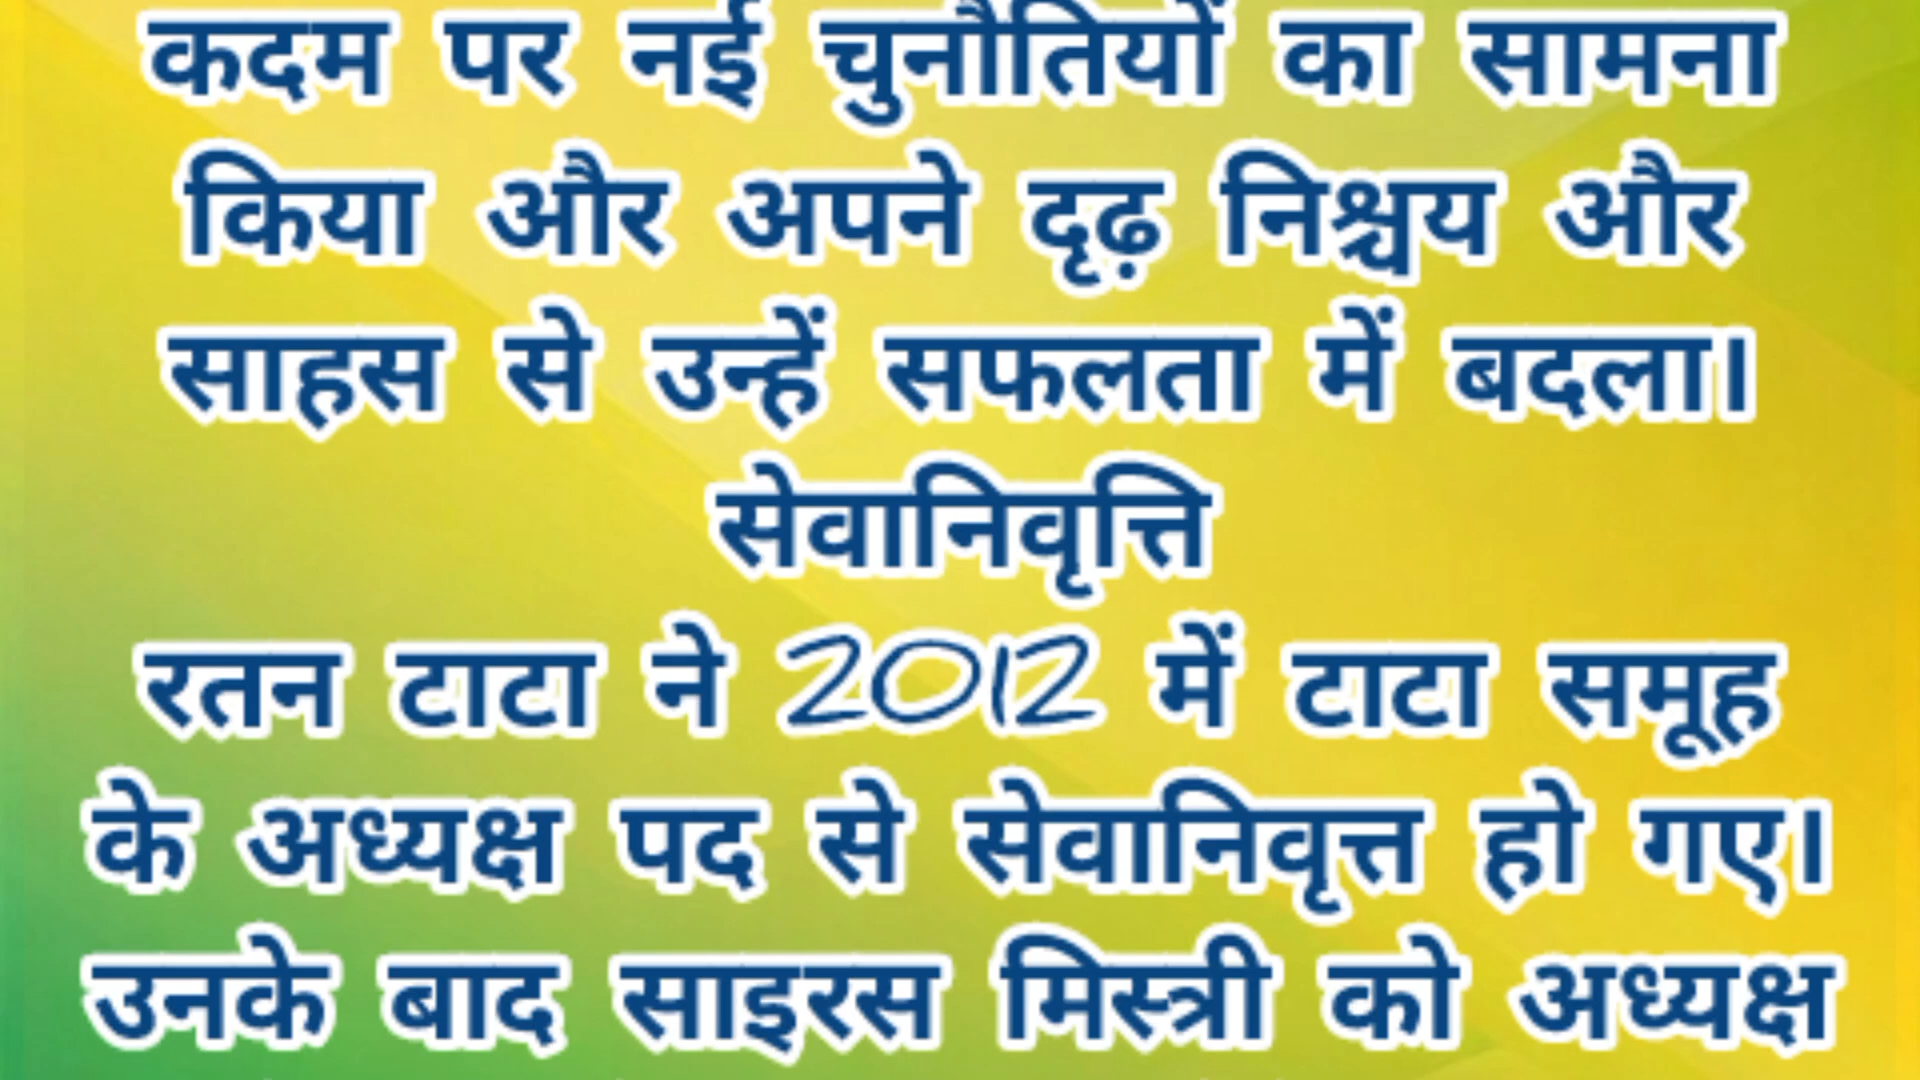 कदम पर नई चुनौतियों का सामना
किया और अपने दृढ़ निश्चय और
साहस से उन्हें सफलता में बदला।
सेवानिवृत्ति
रतन टाटा ने 2012 में टाटा समूह
के अध्यक्ष पद से सेवानिवृत्त हो गए।
उनके बाद साइरस मिस्त्री को अध्यक्ष